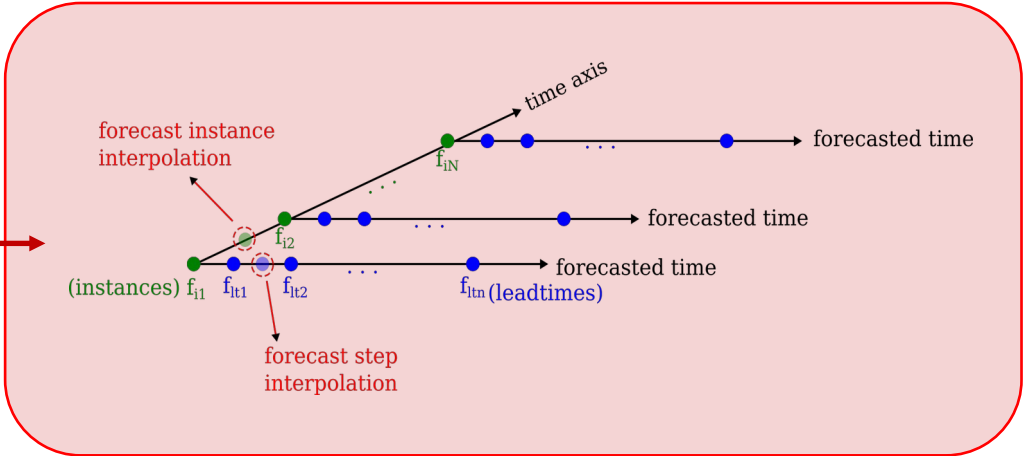 time axis
forecast instance
interpolation
forecasted time
f_iN
. . .
. . .
forecasted time
f_i2
. . .
forecasted time
(instances) f_i1
f_lt1
f_lt2
. . .
f_ltn (leadtimes)
forecast step
interpolation